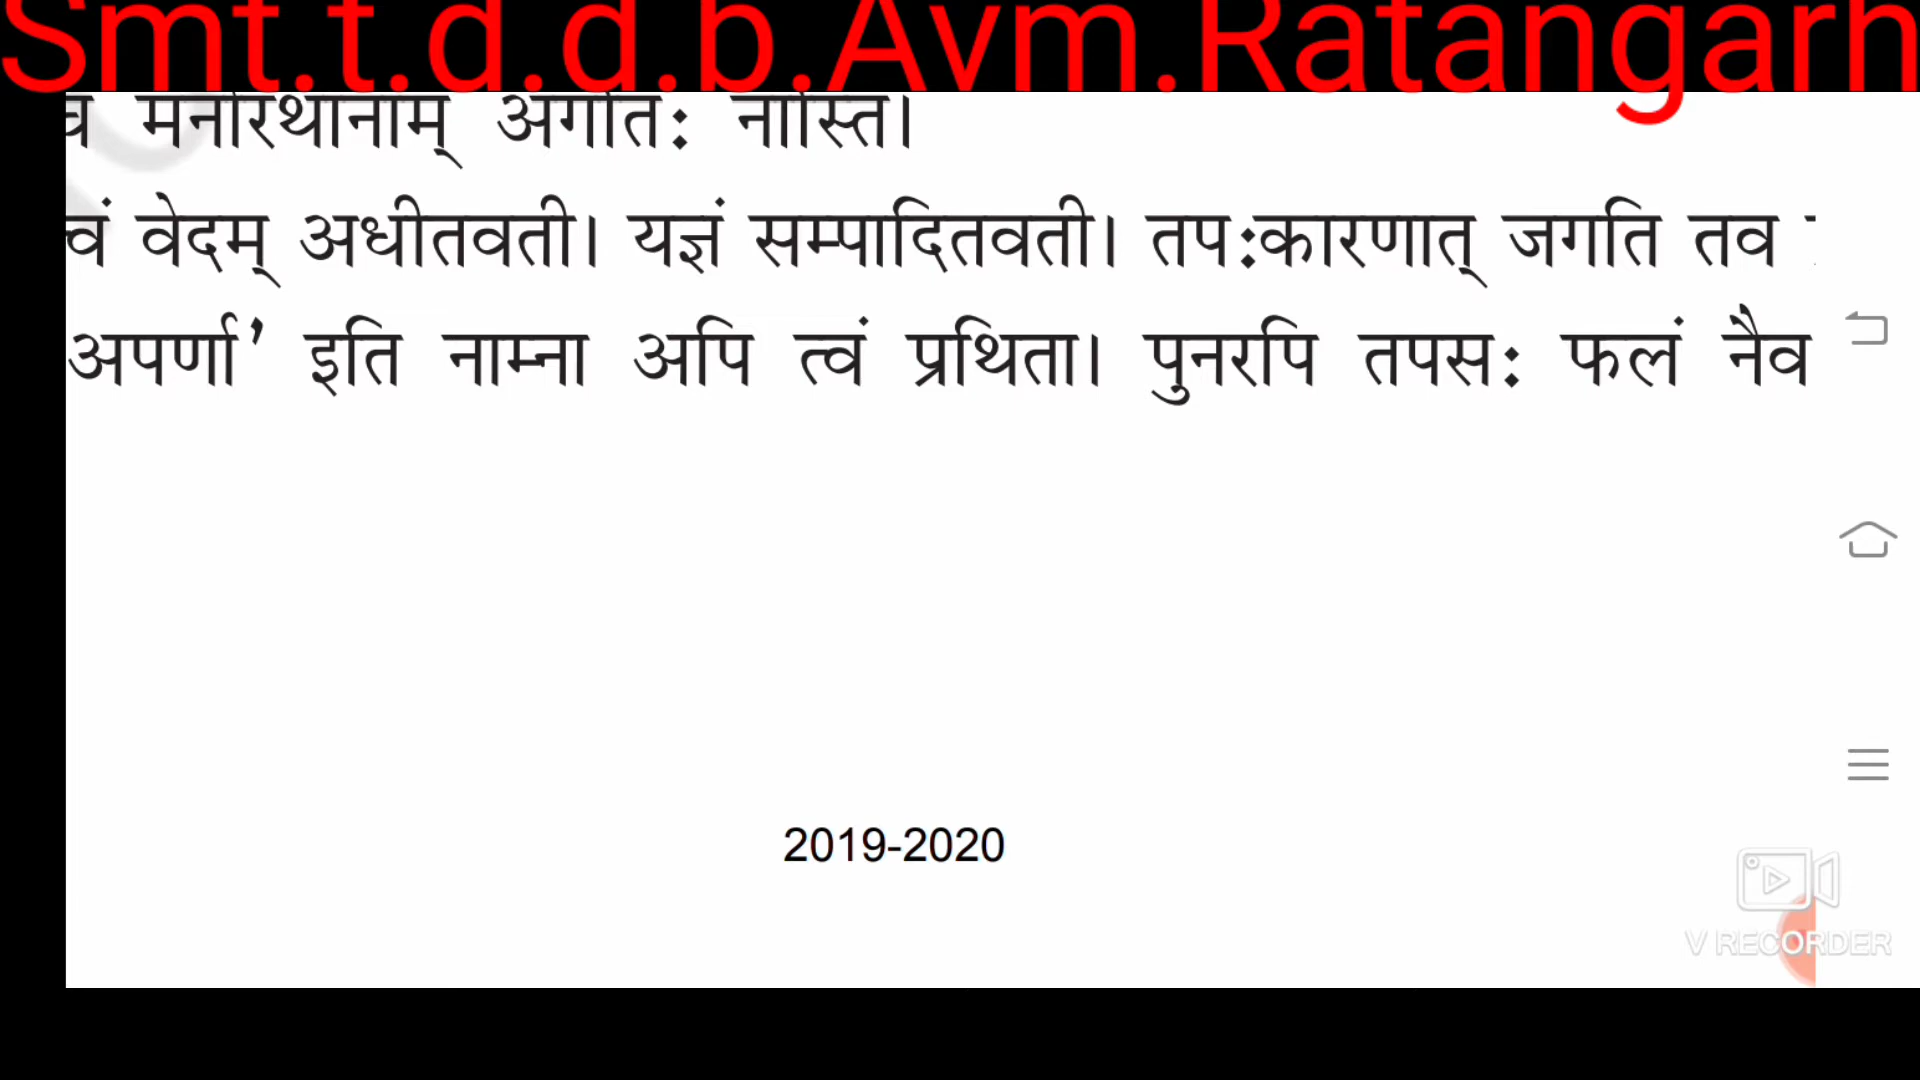 Smt.t.d.d.b.Avm.Ratangarh
मनोरथानाम् अगतिः नास्ति।
वेदम् अधीतवती। यज्ञं सम्पादितवती। तपःकारणात् जगति तव
अपर्णा’ इति नाम्ना अपि त्वं प्रथिता। पुनरपि तपसः फलं नैव
2019-2020
V RECORDER